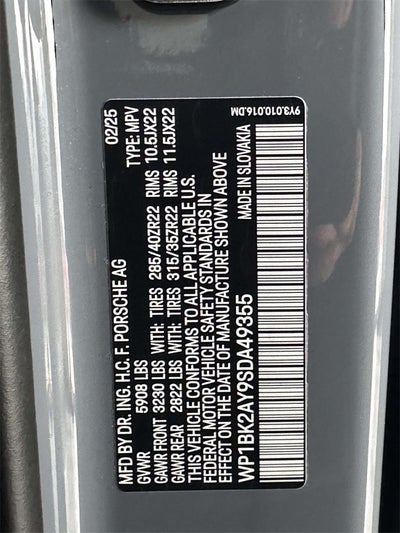 MFD BY DR. ING. H.C. F. PORSCHE AG 02/25
GVWR 5908 LBS TYPE: MPV
GAWR FRONT 3230 LBS WITH: TIRES 285/40ZR22 RIMS 10.5JX22
GAWR REAR 2822 LBS WITH: TIRES 315/35ZR22 RIMS 11.5JX22
THIS VEHICLE CONFORMS TO ALL APPLICABLE U.S.
FEDERAL MOTOR VEHICLE SAFETY STANDARDS IN
EFFECT ON THE DATE OF MANUFACTURE SHOWN ABOVE
WP1BK2AY9SDA49355 MADE IN SLOVAKIA
9Y3.010.016.DM